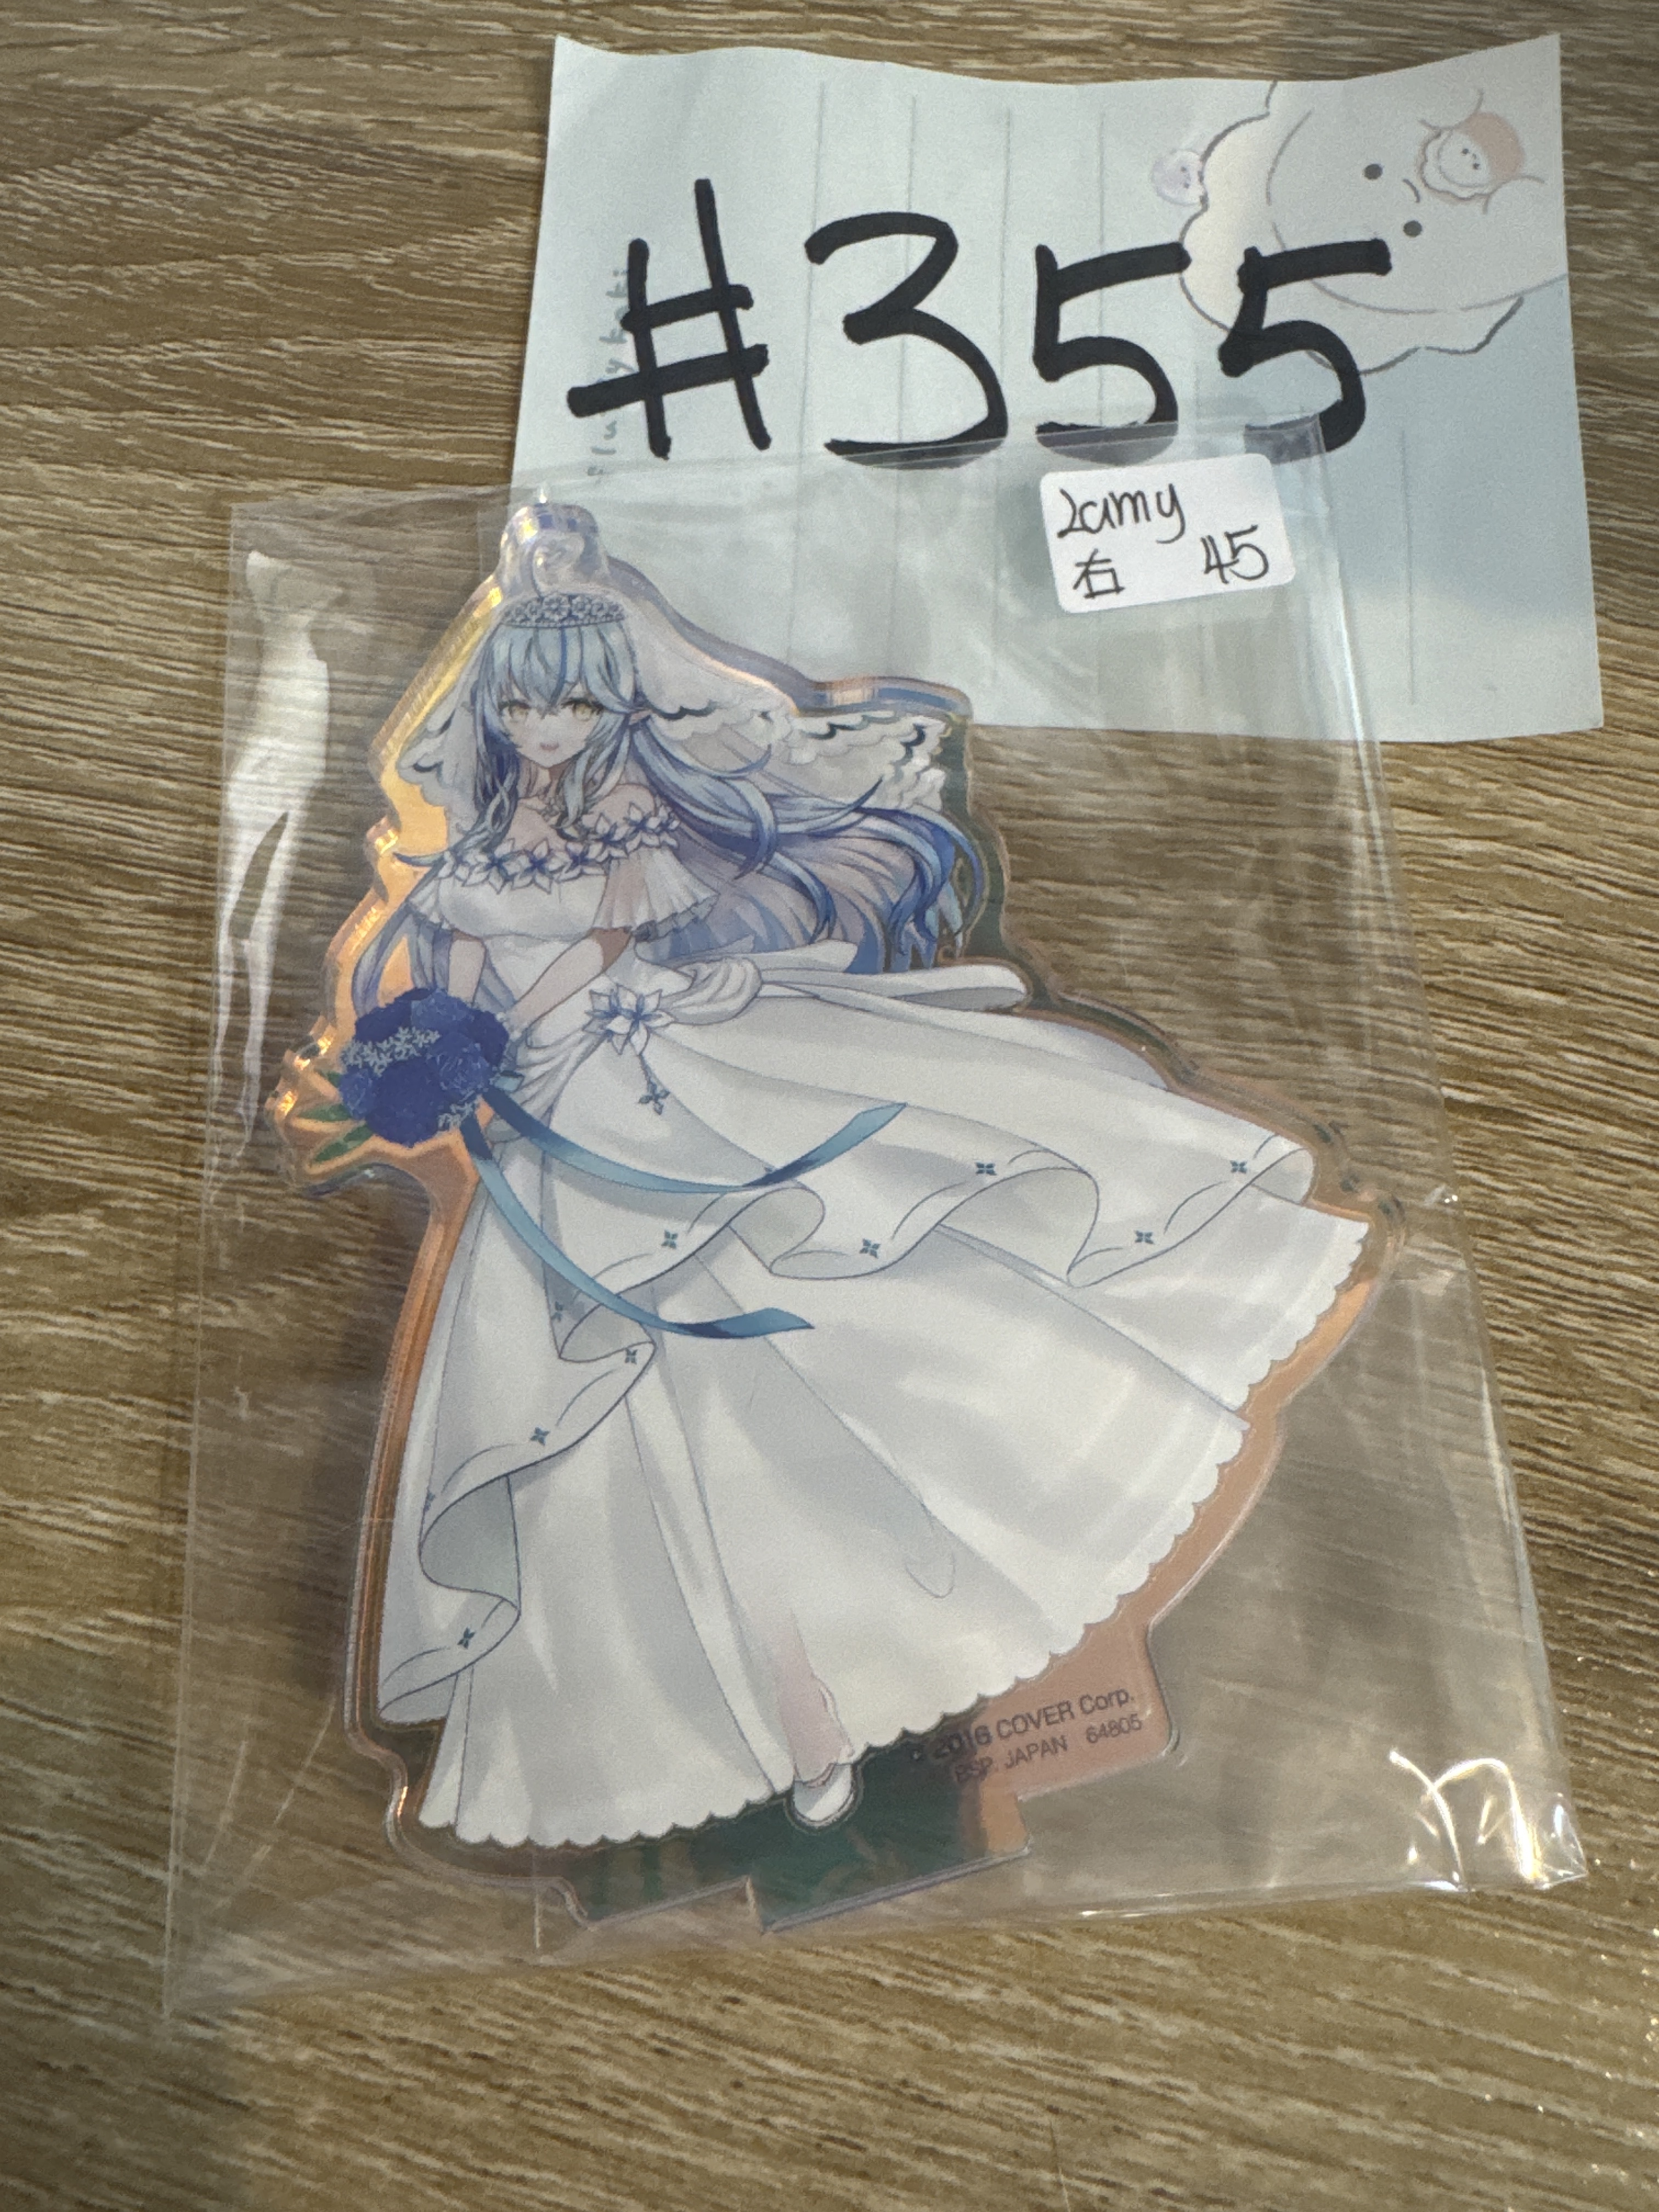 #355
Lamy
右 45
© 2016 COVER Corp.
BSP. JAPAN 64805